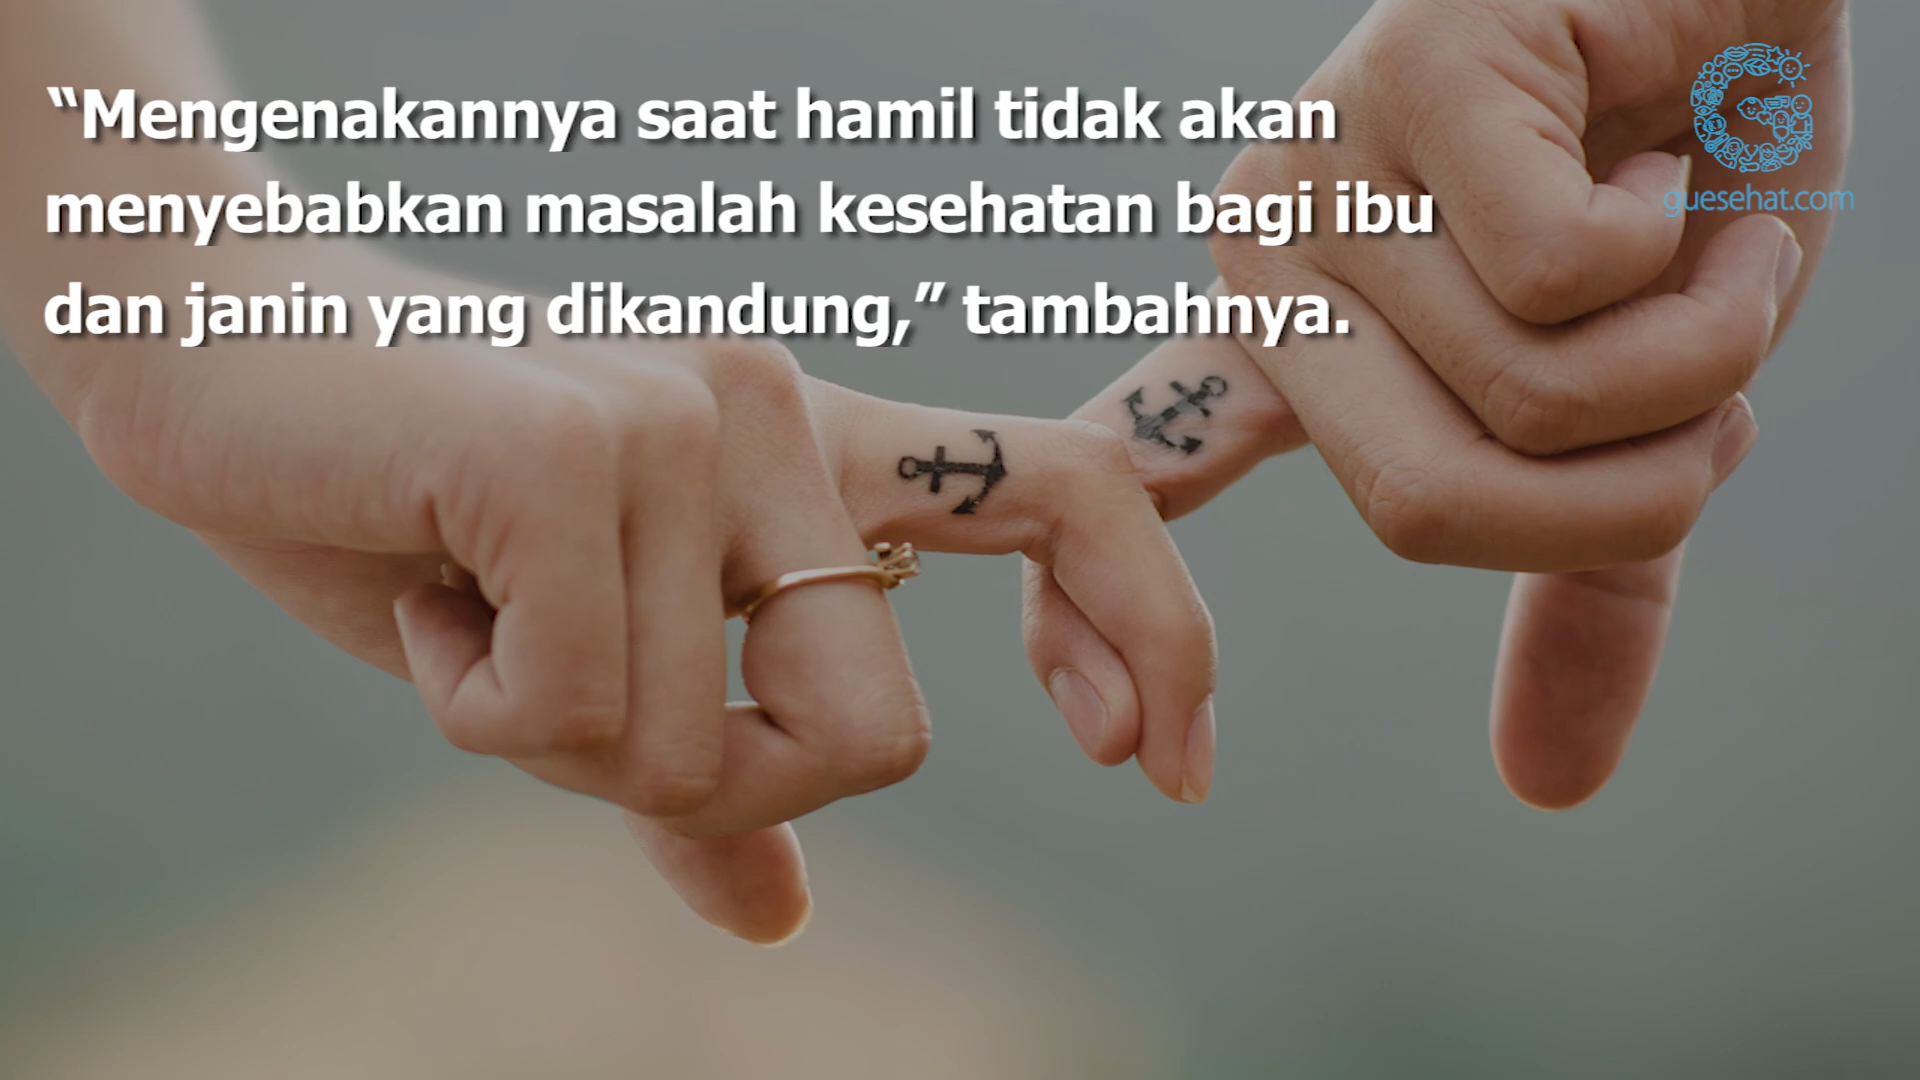 “Mengenakannya saat hamil tidak akan
menyebabkan masalah kesehatan bagi ibu
dan janin yang dikandung,” tambahnya.
guesehat.com